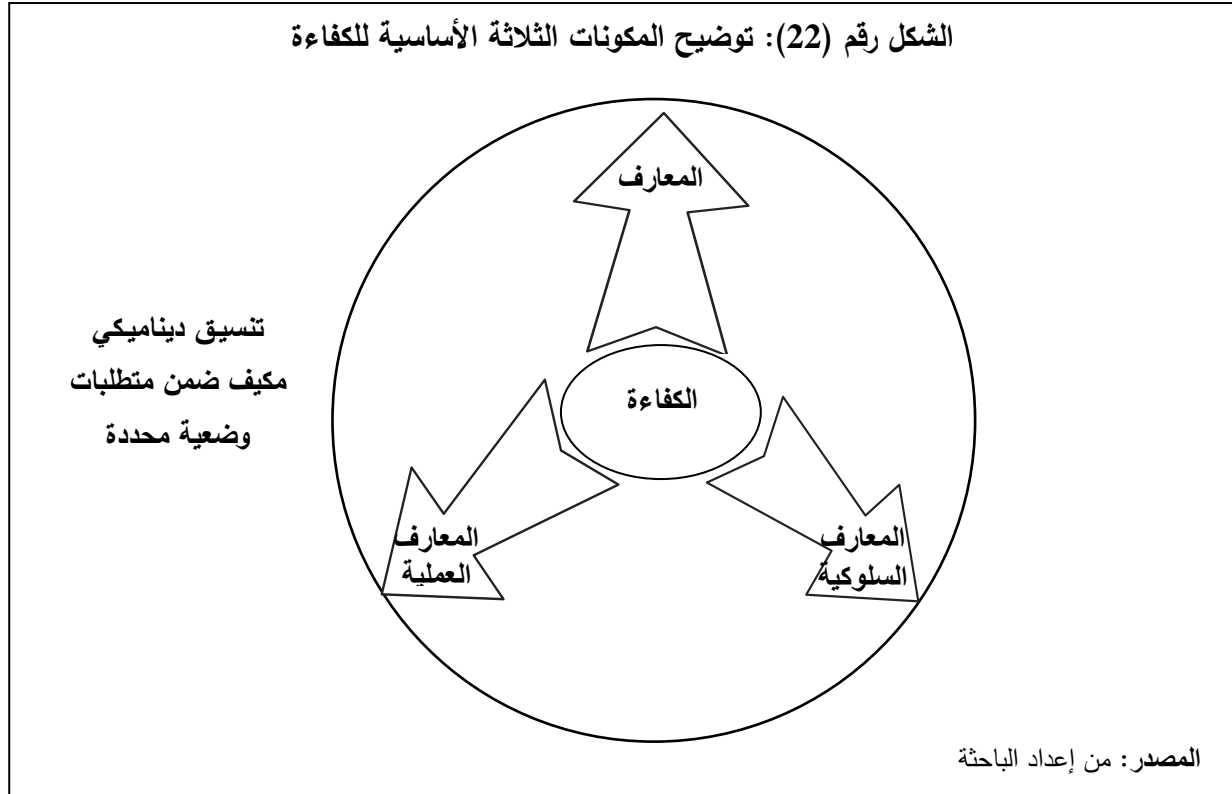 الشكل رقم (22): توضيح المكونات الثلاثة الأساسية للكفاءة
المعارف
تنسيق ديناميكي
مكيف ضمن متطلبات
وضعية محددة
الكفاءة
المعارف
السلوكية
المعارف
العملية
المصدر: من إعداد الباحثة